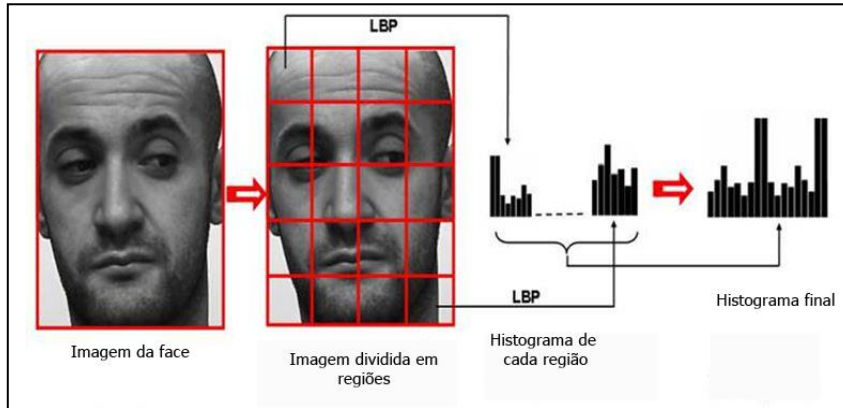 LBP
LBP
Imagem da face
Imagem dividida em
regiões
Histograma de
cada região
Histograma final